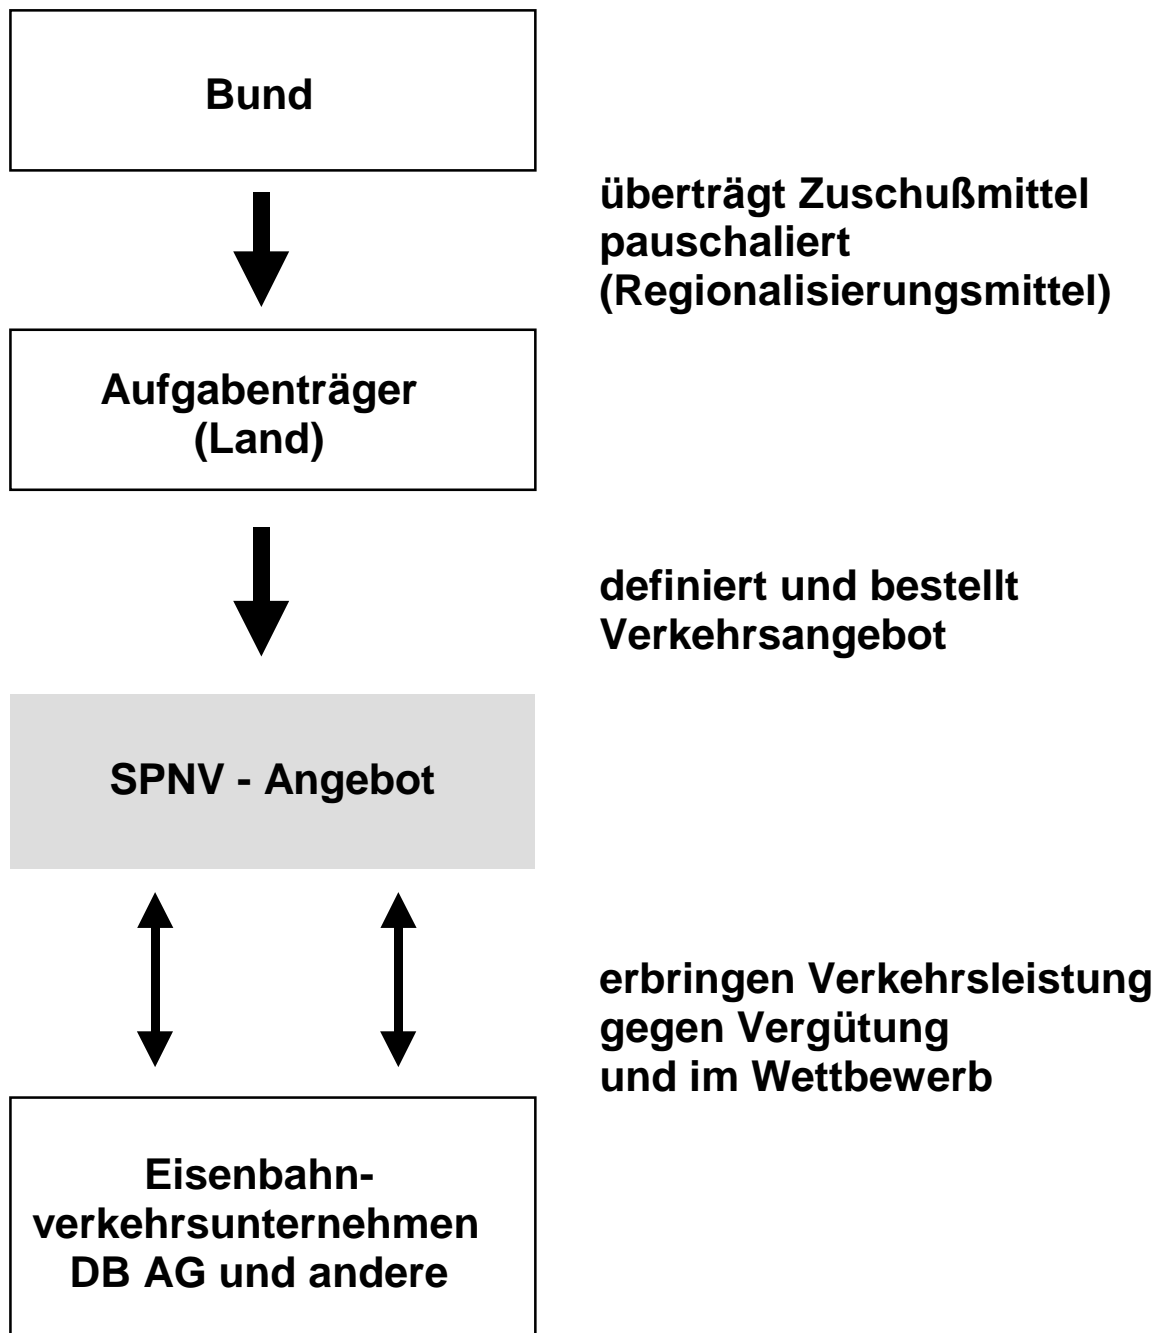 Bund
überträgt Zuschußmittel
pauschaliert
(Regionalisierungsmittel)
Aufgabenträger
(Land)
definiert und bestellt
Verkehrsangebot
SPNV - Angebot
erbringen Verkehrsleistung
gegen Vergütung
und im Wettbewerb
Eisenbahn-
verkehrsunternehmen
DB AG und andere